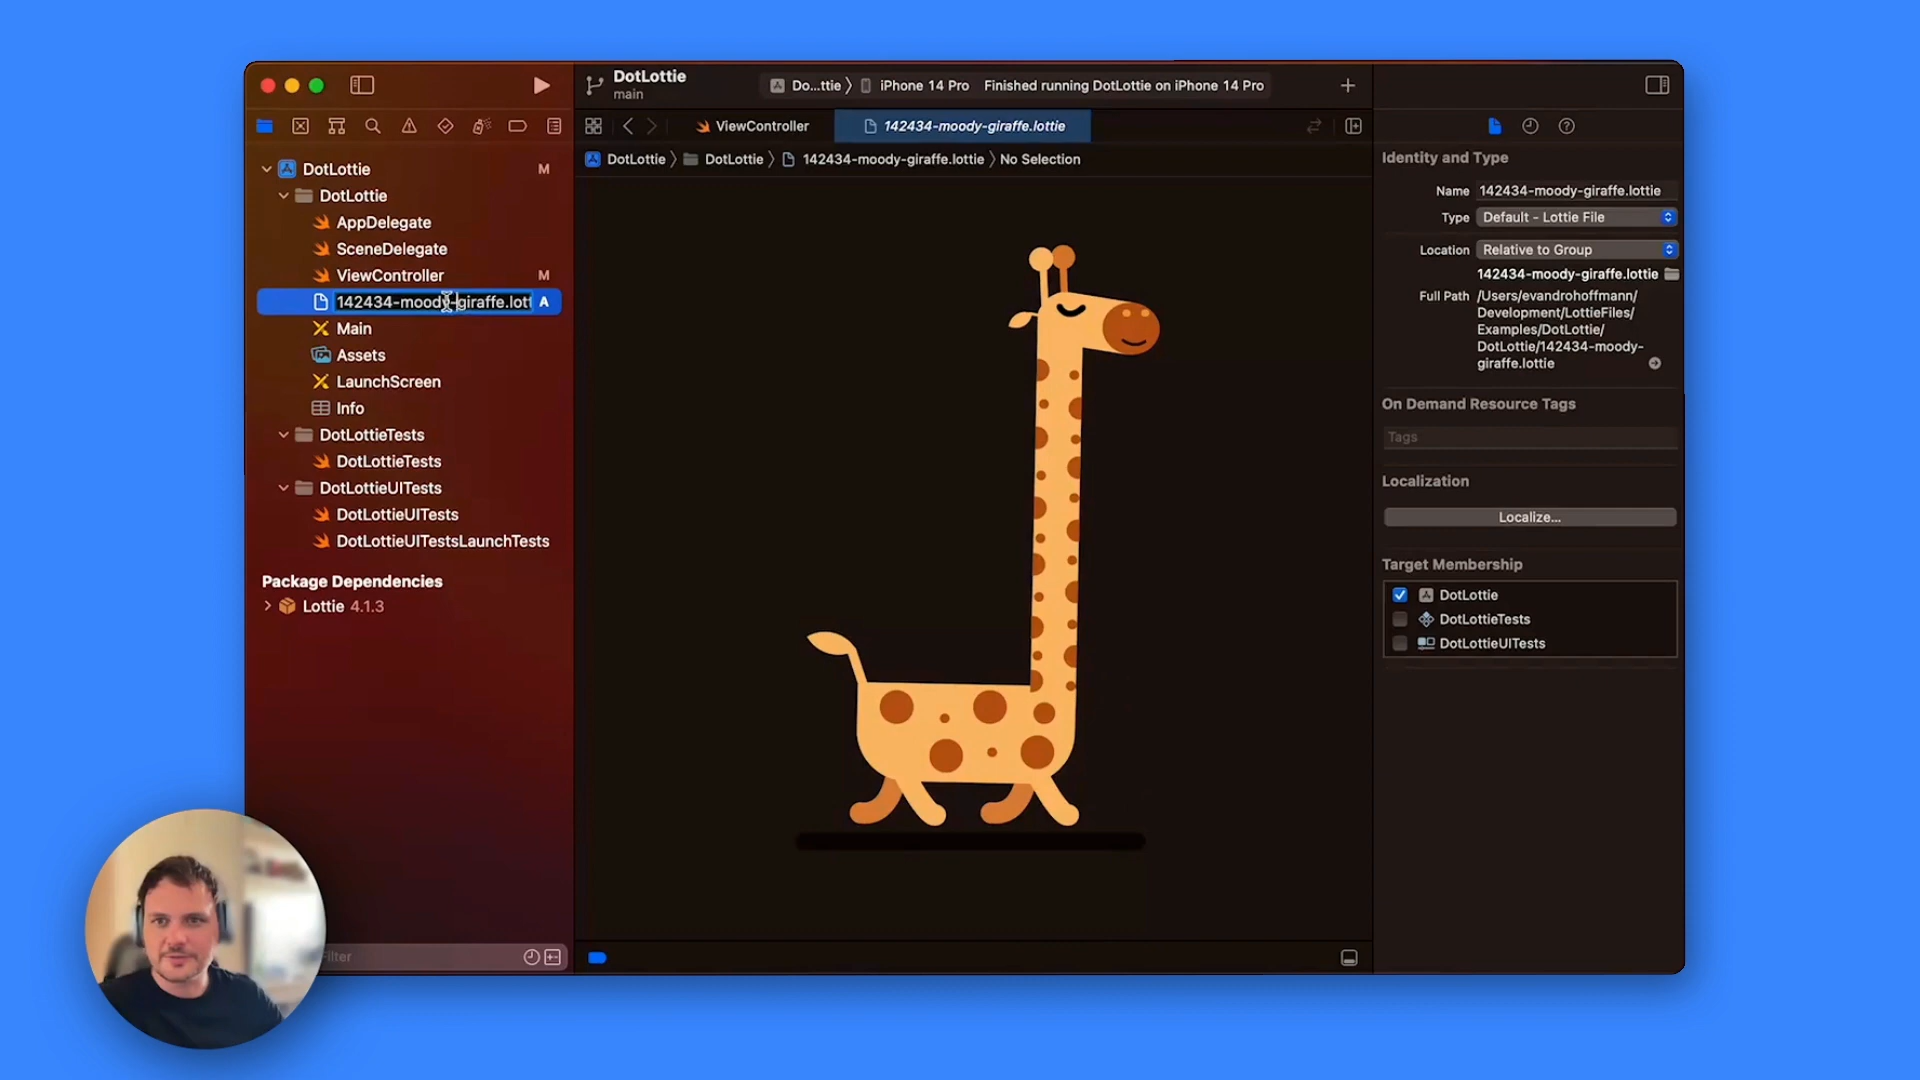 DotLottie
main
Do...ttie 〉 iPhone 14 Pro Finished running DotLottie on iPhone 14 Pro
ViewController
142434-moody-giraffe.lottie
DotLottie 〉 DotLottie 〉 142434-moody-giraffe.lottie 〉 No Selection
DotLottie M
DotLottie
AppDelegate
SceneDelegate
ViewController M
142434-moody-giraffe.lott A
Main
Assets
LaunchScreen
Info
DotLottieTests
DotLottieTests
DotLottieUITests
DotLottieUITests
DotLottieUITestsLaunchTests
Package Dependencies
Lottie 4.1.3
Filter
Identity and Type
Name 142434-moody-giraffe.lottie
Type Default - Lottie File
Location Relative to Group
142434-moody-giraffe.lottie
Full Path /Users/evandrohoffmann/
Development/LottieFiles/
Examples/DotLottie/
DotLottie/142434-moody-
giraffe.lottie
On Demand Resource Tags
Tags
Localization
Localize...
Target Membership
DotLottie
DotLottieTests
DotLottieUITests